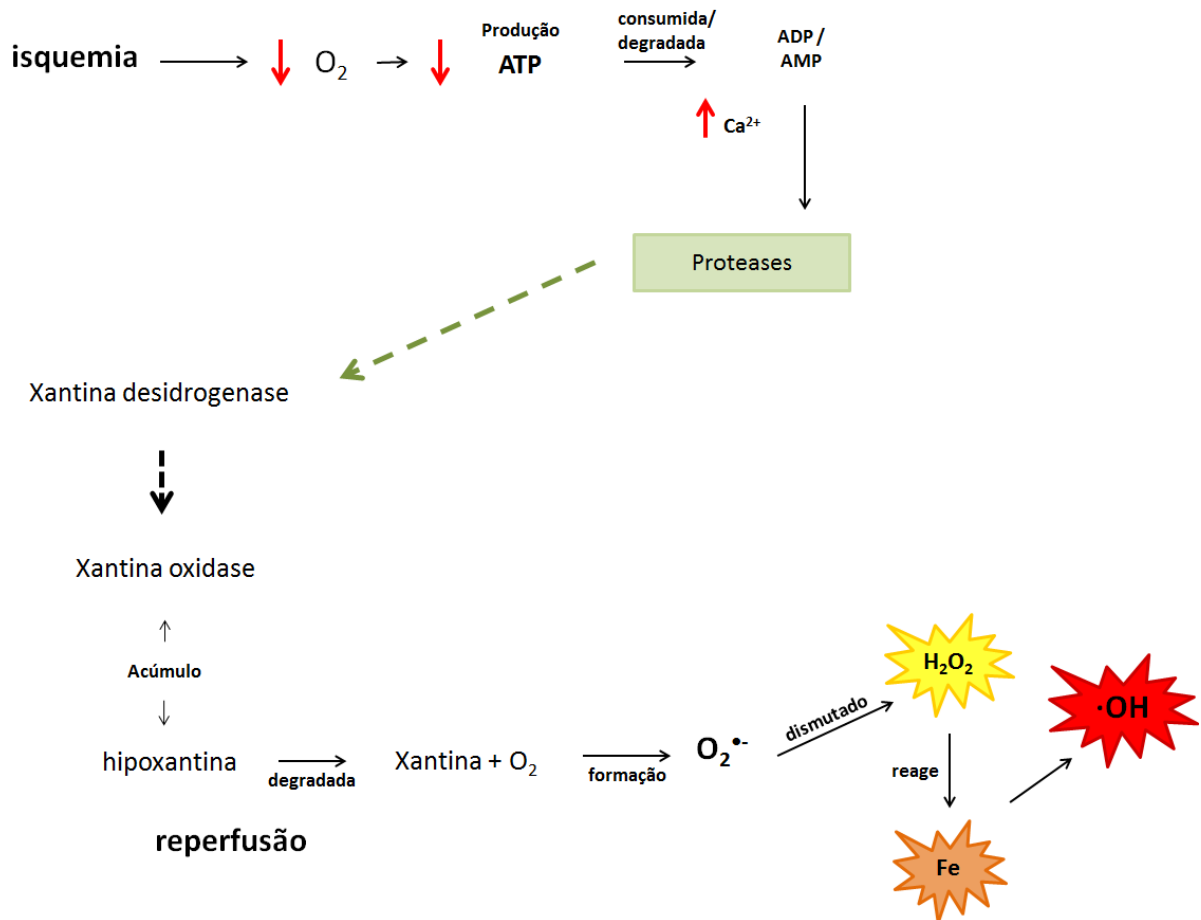 isquemia
O₂
Produção
ATP
consumida/
degradada
ADP /
AMP
Ca²⁺
Proteases
Xantina desidrogenase
Xantina oxidase
Acúmulo
hipoxantina
degradada
Xantina + O₂
formação
O₂•-
dismutado
H₂O₂
reage
Fe
·OH
reperfusão